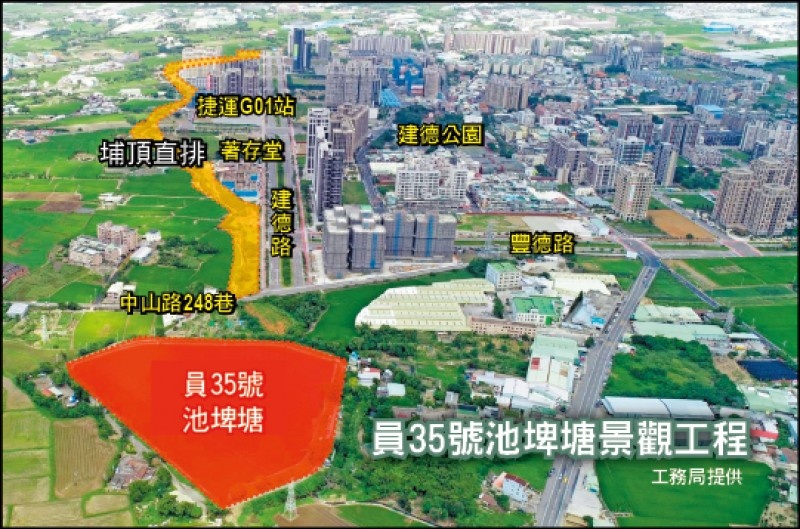 捷運G01站
建德公園
埔頂直排
著存堂
建德路
豐德路
中山路248巷
員35號
池埤塘
員35號池埤塘景觀工程
工務局提供